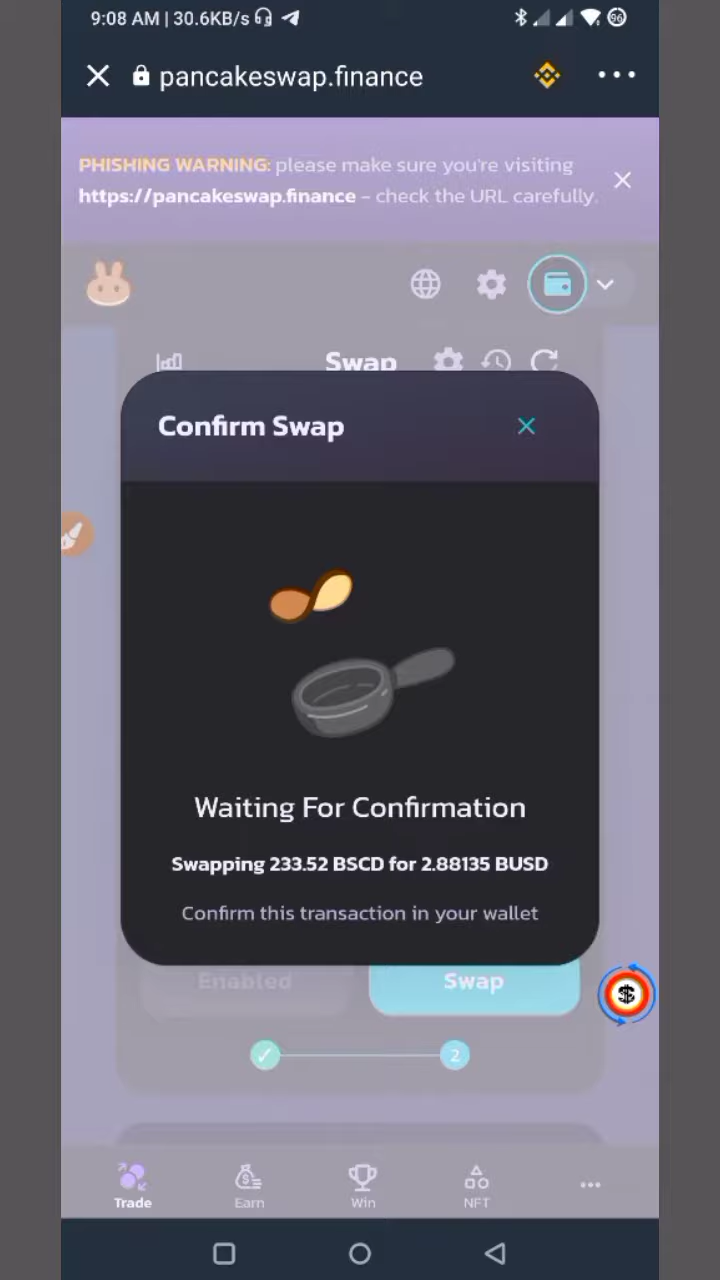 9:08 AM | 30.6KB/s
96
pancakeswap.finance
PHISHING WARNING: please make sure you're visiting
https://pancakeswap.finance - check the URL carefully.
Swap
Confirm Swap
Waiting For Confirmation
Swapping 233.52 BSCD for 2.88135 BUSD
Confirm this transaction in your wallet
Enabled
Swap
$
2
Trade
Earn
Win
NFT